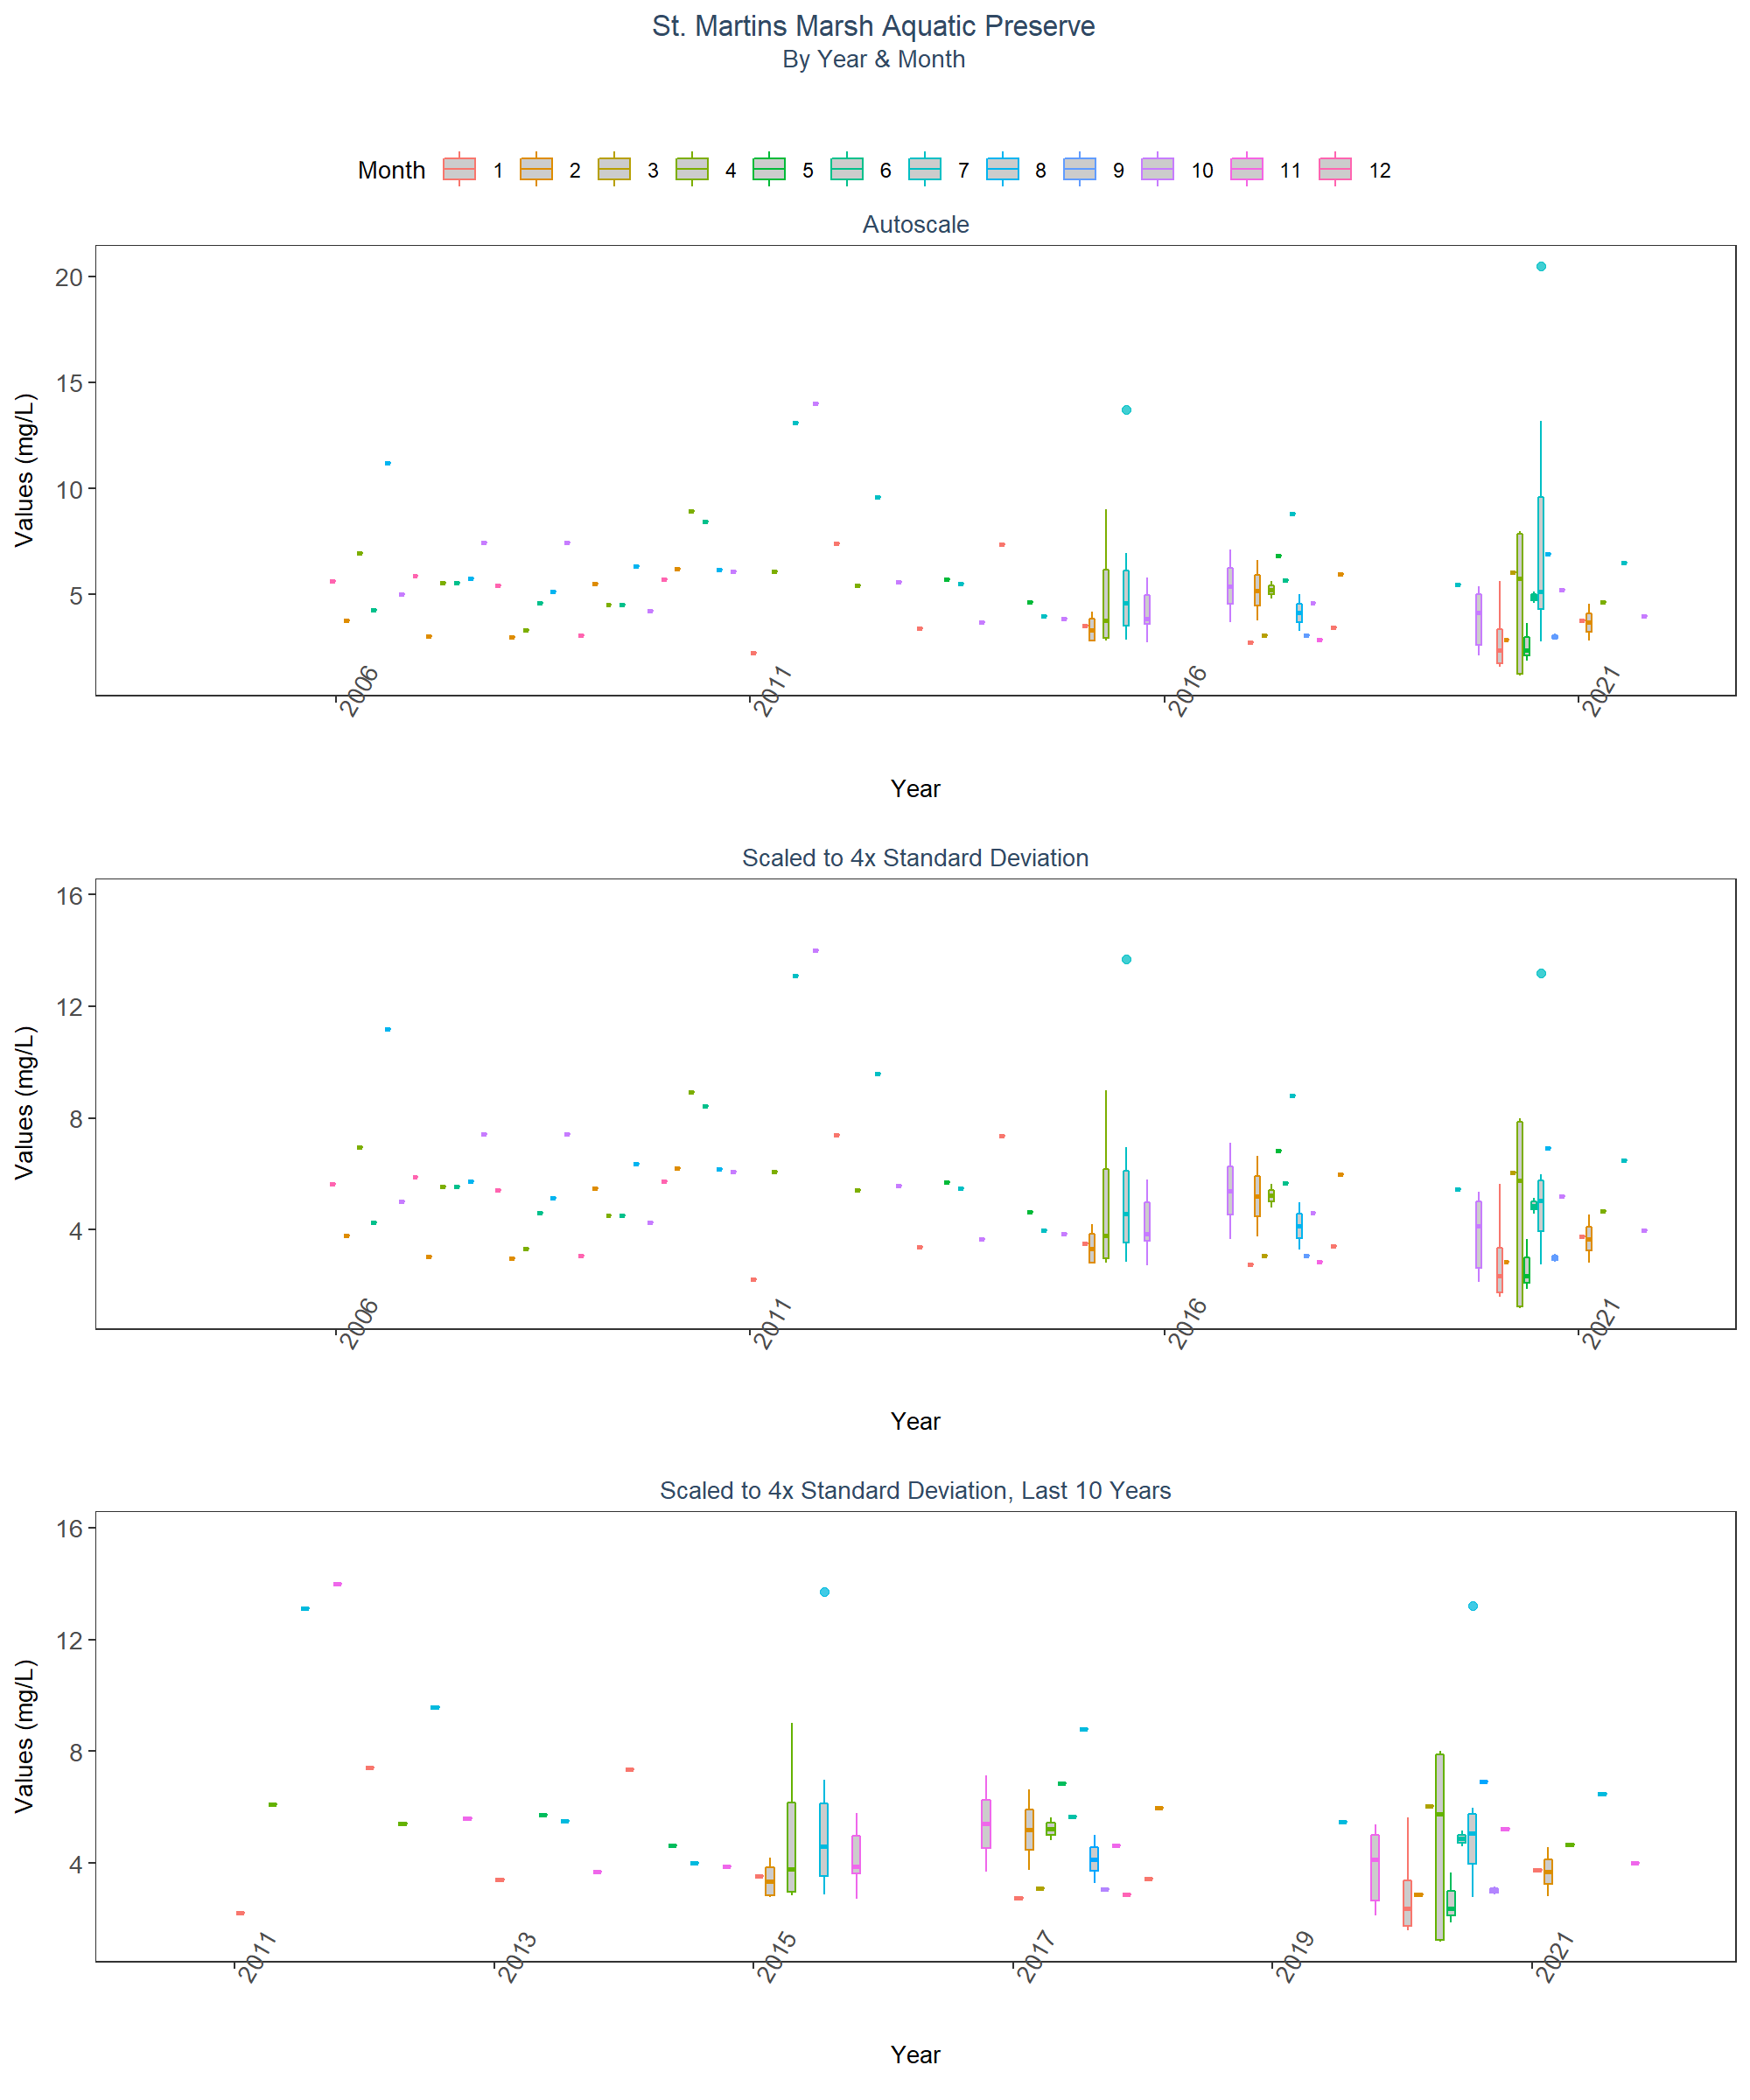 St. Martins Marsh Aquatic Preserve
By Year & Month
Month 1 2 3 4 5 6 7 8 9 10 11 12
Autoscale
Values (mg/L)
20
15
10
5
2006 2011 2016 2021
Year
Scaled to 4x Standard Deviation
Values (mg/L)
16
12
8
4
2006 2011 2016 2021
Year
Scaled to 4x Standard Deviation, Last 10 Years
Values (mg/L)
16
12
8
4
2011 2013 2015 2017 2019 2021
Year